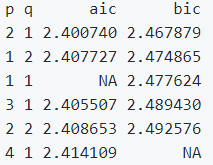 p q aic bic
2 1 2.400740 2.467879
1 2 2.407727 2.474865
1 1 NA 2.477624
3 1 2.405507 2.489430
2 2 2.408653 2.492576
4 1 2.414109 NA